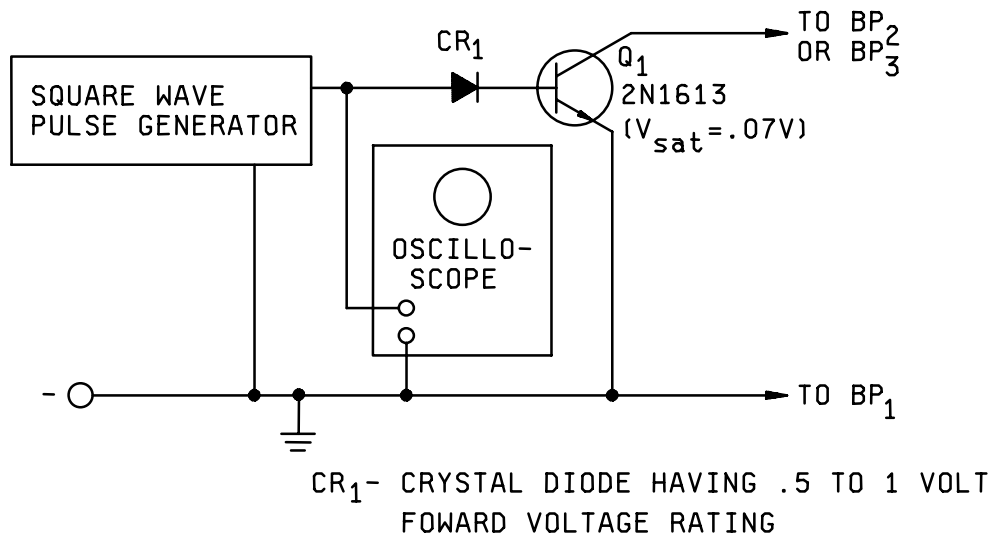 TO BP2
OR BP3
CR1
Q1
2N1613
(Vsat=.07V)
SQUARE WAVE
PULSE GENERATOR
OSCILLO-
SCOPE
-
TO BP1
CR1- CRYSTAL DIODE HAVING .5 TO 1 VOLT
FOWARD VOLTAGE RATING